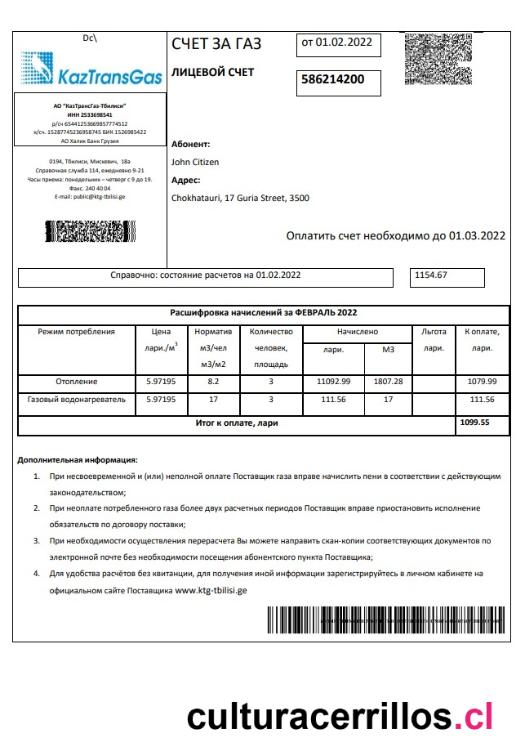 Dc\
KazTransGas
АО "КазТрансГаз-Тбилиси"
ИНН 2533698541
р/сч 65441253669857774512
к/сч. 15287745236958745 БИК 1526985422
АО Халик Банк Грузия
0194, Тбилиси, Мискевич, 18а
Справочная служба 114, ежедневно 9-21
Часы приема: понедельник – четверг с 9 до 19.
Факс: 240 40 04
E-mail: public@ktg-tbilisi.ge
СЧЕТ ЗА ГАЗ
от 01.02.2022
ЛИЦЕВОЙ СЧЕТ
586214200
Абонент:
John Citizen
Адрес:
Chokhatauri, 17 Guria Street, 3500
Оплатить счет необходимо до 01.03.2022
Справочно: состояние расчетов на 01.02.2022
1154.67
Расшифровка начислений за ФЕВРАЛЬ 2022
Режим потребления Цена лари./м3 Норматив м3/чел м3/м2 Количество человек, площадь Начислено лари. М3 Льгота лари. К оплате, лари.
Отопление 5.97195 8.2 3 11092.99 1807.28 1079.99
Газовый водонагреватель 5.97195 17 3 111.56 17 111.56
Итог к оплате, лари 1099.55
Дополнительная информация:
1. При несвоевременной и (или) неполной оплате Поставщик газа вправе начислить пени в соответствии с действующим
законодательством;
2. При неоплате потребленного газа более двух расчетных периодов Поставщик вправе приостановить исполнение
обязательств по договору поставки;
3. При необходимости осуществления перерасчета Вы можете направить скан-копии соответствующих документов по
электронной почте без необходимости посещения абонентского пункта Поставщика;
4. Для удобства расчётов без квитанции, для получения иной информации зарегистрируйтесь в личном кабинете на
официальном сайте Поставщика www.ktg-tbilisi.ge
culturacerrillos.cl